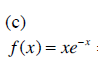 (c)
f(x) = xe⁻ˣ